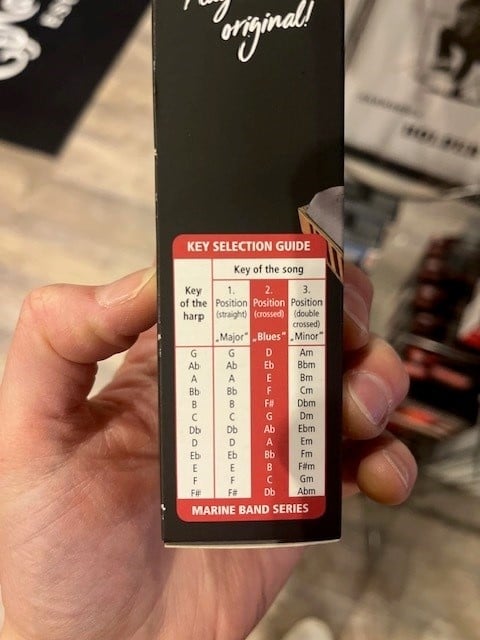 original!
HOLDER
KEY SELECTION GUIDE
Key of the harp
Key of the song
1. Position (straight) „Major"
2. Position (crossed) „Blues"
3. Position (double crossed) „Minor"
G G D Am
Ab Ab Eb Bbm
A A E Bm
Bb Bb F Cm
B B F# Dbm
C C G Dm
Db Db Ab Ebm
D D A Em
Eb Eb Bb Fm
E E B F#m
F F C Gm
F# F# Db Abm
MARINE BAND SERIES